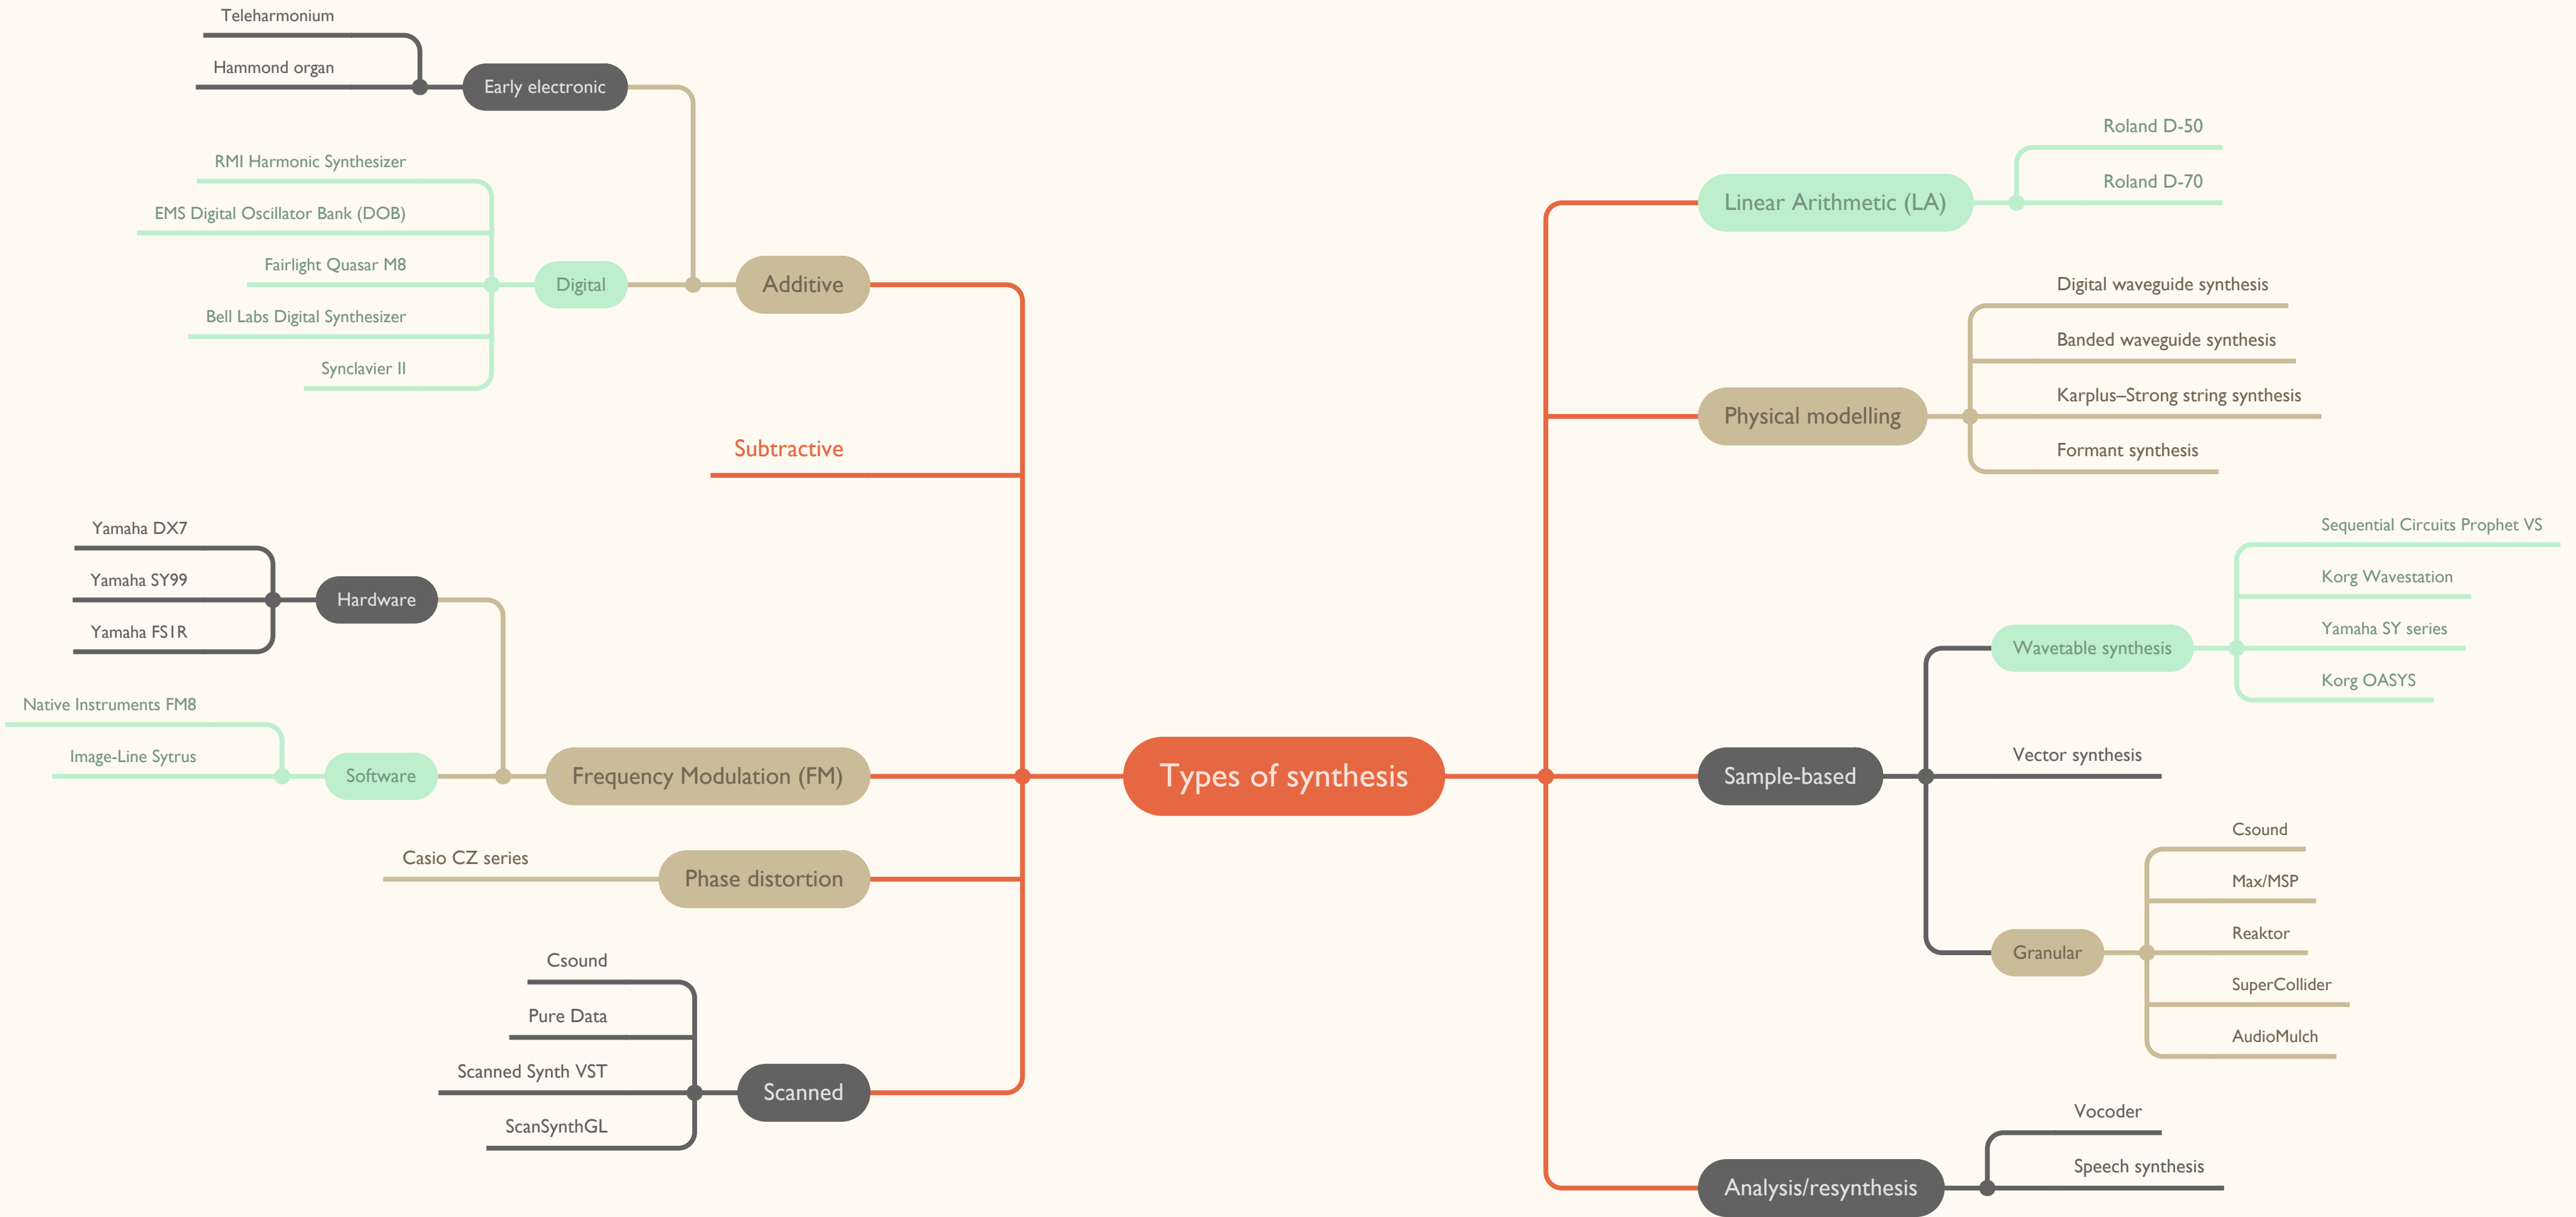 Types of synthesis
Additive
Early electronic
Teleharmonium
Hammond organ
Digital
RMI Harmonic Synthesizer
EMS Digital Oscillator Bank (DOB)
Fairlight Quasar M8
Bell Labs Digital Synthesizer
Synclavier II
Subtractive
Frequency Modulation (FM)
Hardware
Yamaha DX7
Yamaha SY99
Yamaha FS1R
Software
Native Instruments FM8
Image-Line Sytrus
Phase distortion
Casio CZ series
Scanned
Csound
Pure Data
Scanned Synth VST
ScanSynthGL
Linear Arithmetic (LA)
Roland D-50
Roland D-70
Physical modelling
Digital waveguide synthesis
Banded waveguide synthesis
Karplus–Strong string synthesis
Formant synthesis
Sample-based
Wavetable synthesis
Sequential Circuits Prophet VS
Korg Wavestation
Yamaha SY series
Korg OASYS
Vector synthesis
Granular
Csound
Max/MSP
Reaktor
SuperCollider
AudioMulch
Analysis/resynthesis
Vocoder
Speech synthesis